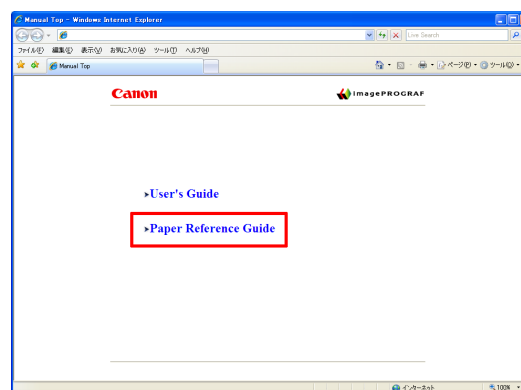 Manual Top - Windows Internet Explorer
Live Search
ファイル(F) 編集(E) 表示(V) お気に入り(A) ツール(T) ヘルプ(H)
Manual Top
ページ(P) ツール(O)
Canon
imagePROGRAF
User's Guide
Paper Reference Guide
インターネット 100%